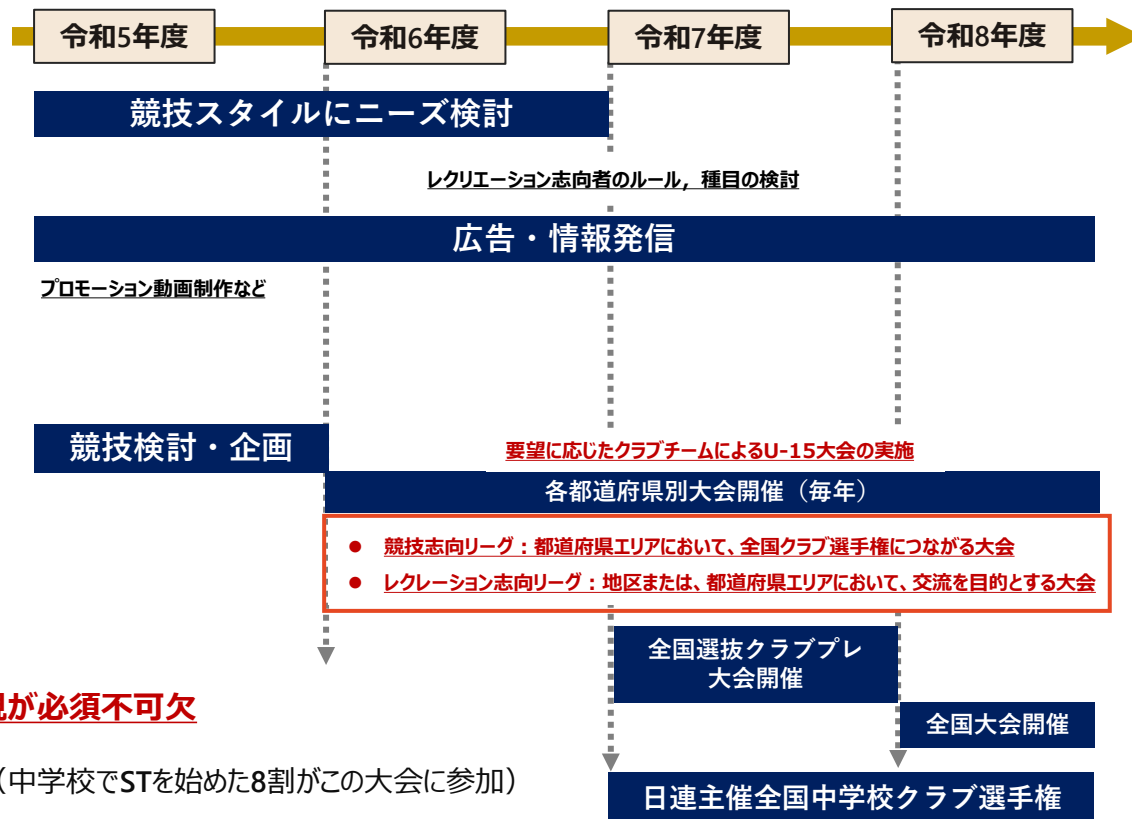 令和5年度
令和6年度
令和7年度
令和8年度
競技スタイルにニーズ検討
レクリエーション志向者のルール，種目の検討
広告・情報発信
プロモーション動画制作など
競技検討・企画
要望に応じたクラブチームによるU-15大会の実施
各都道府県別大会開催（毎年）
● 競技志向リーグ：都道府県エリアにおいて、全国クラブ選手権につながる大会
● レクレーション志向リーグ：地区または、都道府県エリアにおいて、交流を目的とする大会
全国選抜クラブプレ
大会開催
が必須不可欠
全国大会開催
（中学校でSTを始めた8割がこの大会に参加）
日連主催全国中学校クラブ選手権